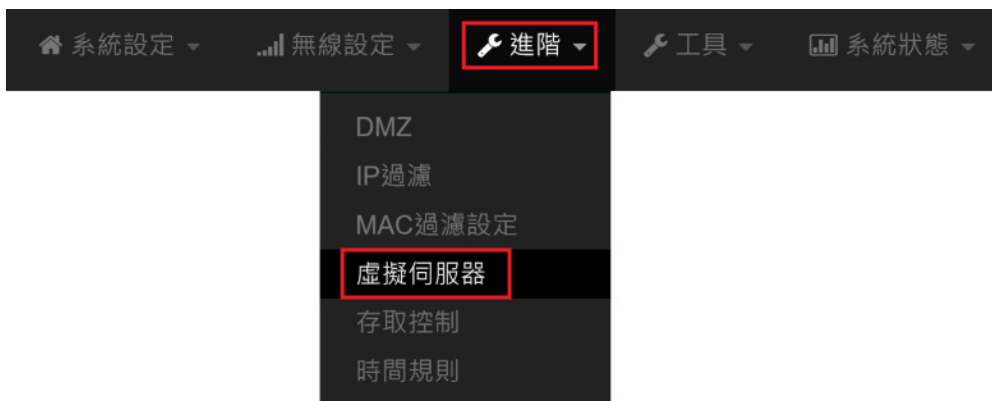 系統設定 無線設定 進階 工具 系統狀態
DMZ
IP過濾
MAC過濾設定
虛擬伺服器
存取控制
時間規則